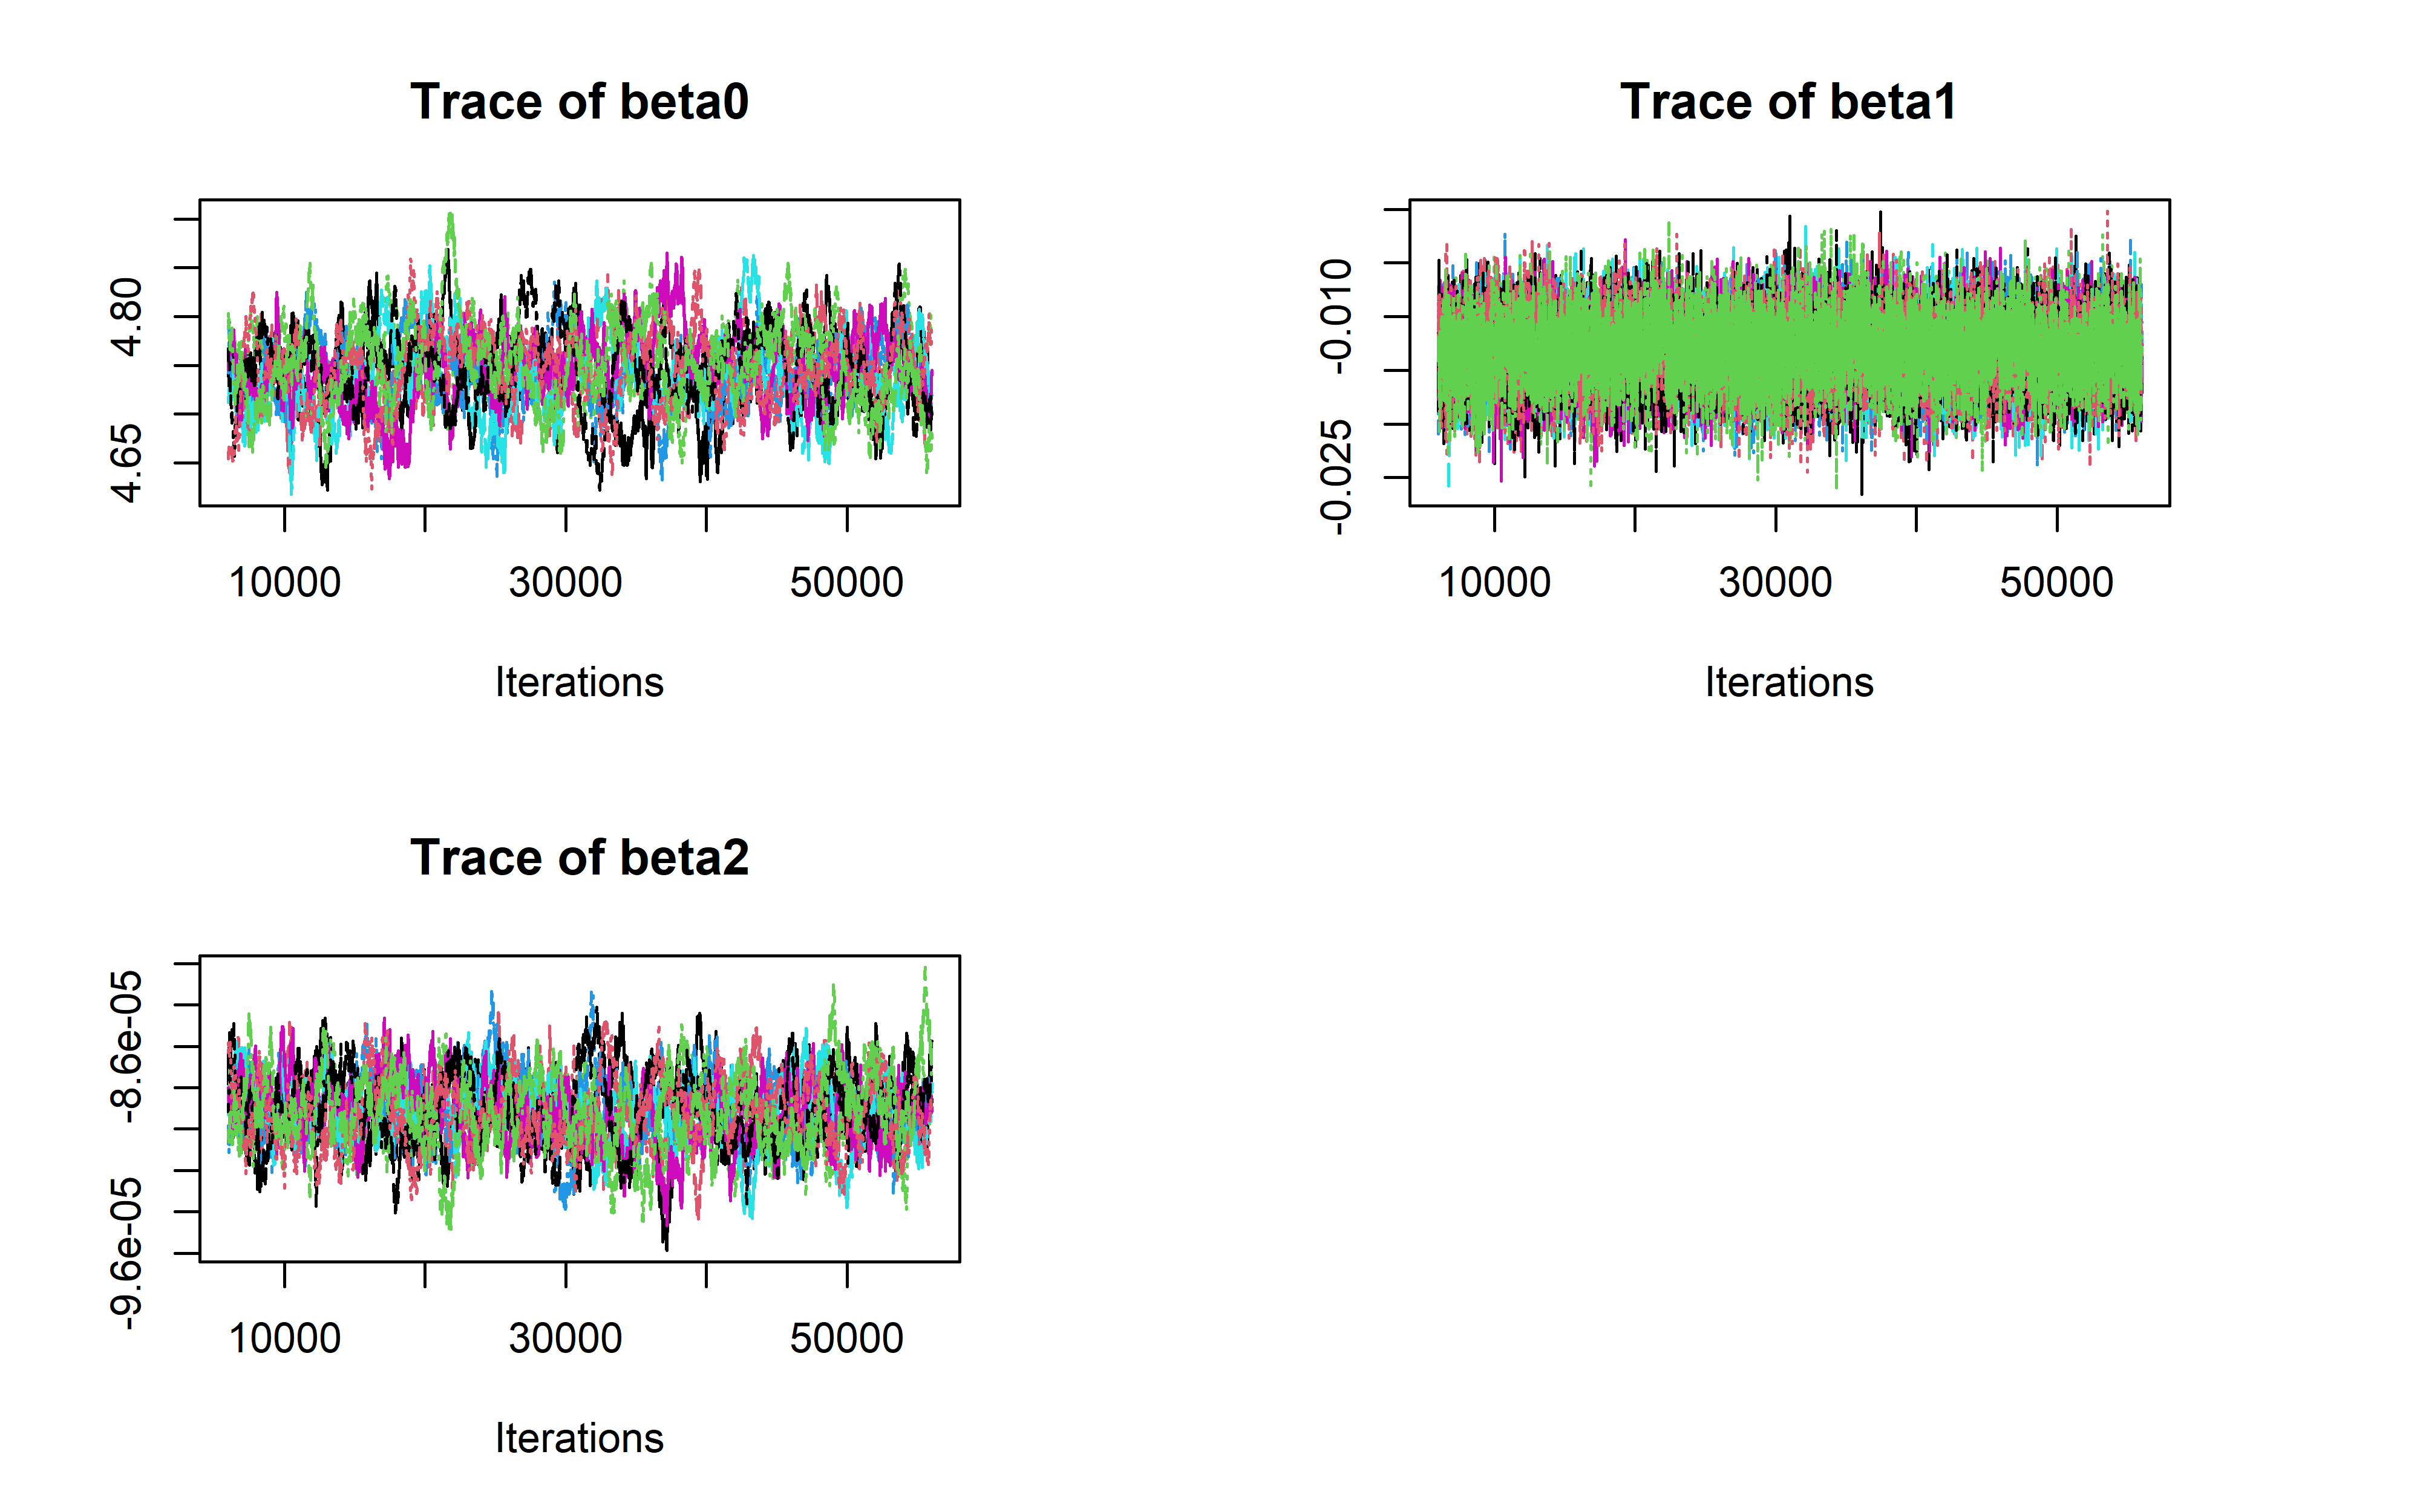 Trace of beta0
4.80
4.65
10000 30000 50000
Iterations
Trace of beta1
-0.010
-0.025
10000 30000 50000
Iterations
Trace of beta2
-8.6e-05
-9.6e-05
10000 30000 50000
Iterations